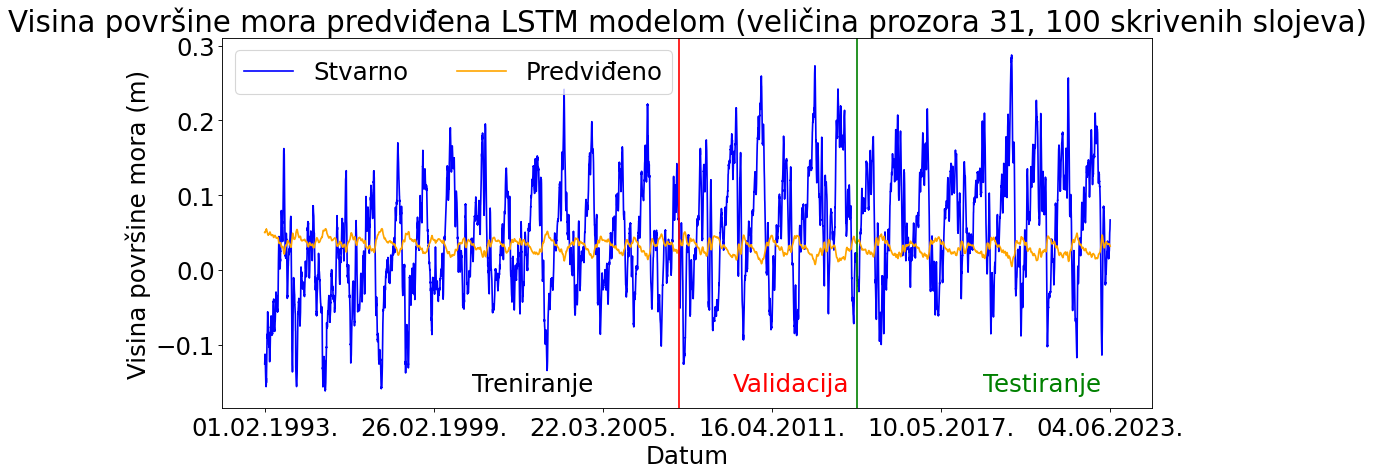 Visina površine mora predviđena LSTM modelom (veličina prozora 31, 100 skrivenih slojeva)
Stvarno Predviđeno
Visina površine mora (m)
0.3
0.2
0.1
0.0
−0.1
Treniranje Validacija Testiranje
01.02.1993. 26.02.1999. 22.03.2005. 16.04.2011. 10.05.2017. 04.06.2023.
Datum